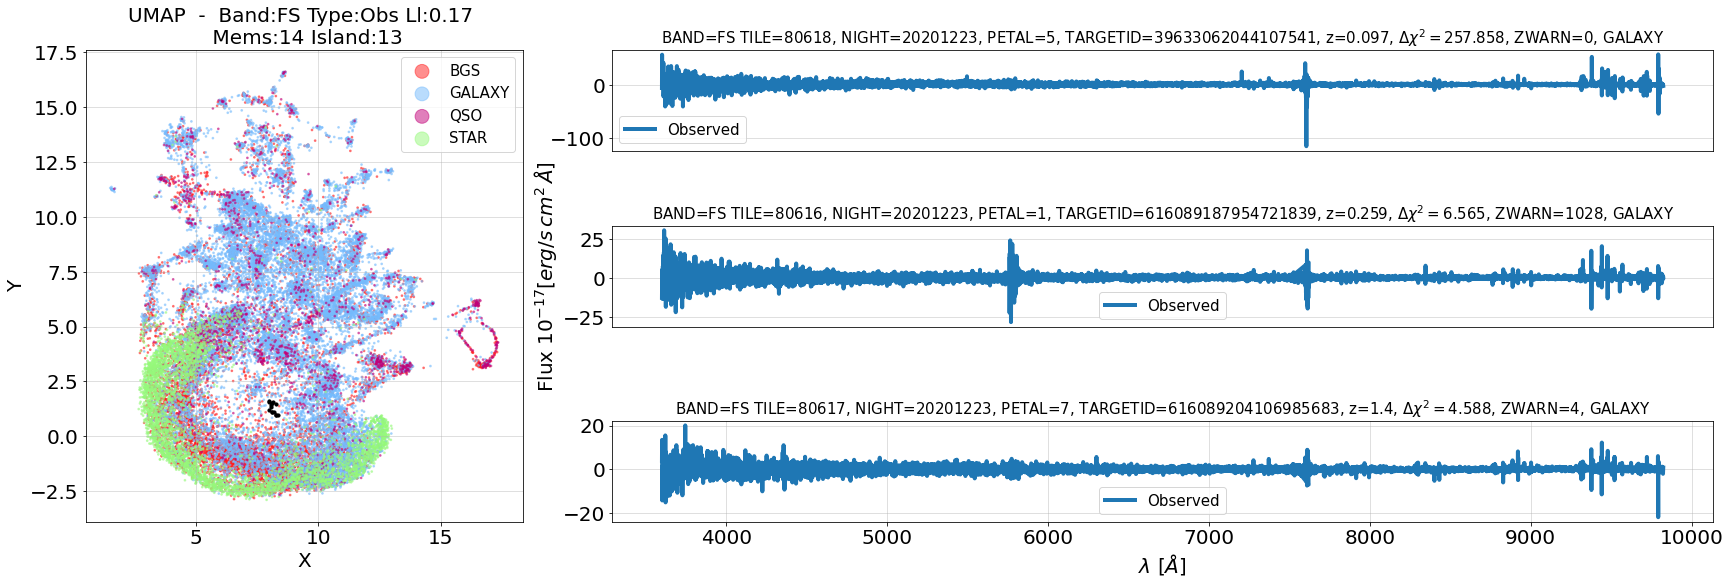 UMAP - Band:FS Type:Obs Ll:0.17
Mems:14 Island:13
17.5
15.0
12.5
10.0
7.5
5.0
2.5
0.0
−2.5
Y
5
10
15
X
BGS
GALAXY
QSO
STAR
BAND=FS TILE=80618, NIGHT=20201223, PETAL=5, TARGETID=39633062044107541, z=0.097, Δχ² = 257.858, ZWARN=0, GALAXY
0
−100
Observed
BAND=FS TILE=80616, NIGHT=20201223, PETAL=1, TARGETID=616089187954721839, z=0.259, Δχ² = 6.565, ZWARN=1028, GALAXY
25
0
−25
Observed
Flux 10⁻¹⁷[erg/s cm² Å]
BAND=FS TILE=80617, NIGHT=20201223, PETAL=7, TARGETID=616089204106985683, z=1.4, Δχ² = 4.588, ZWARN=4, GALAXY
20
0
−20
Observed
4000
5000
6000
7000
8000
9000
10000
λ [Å]